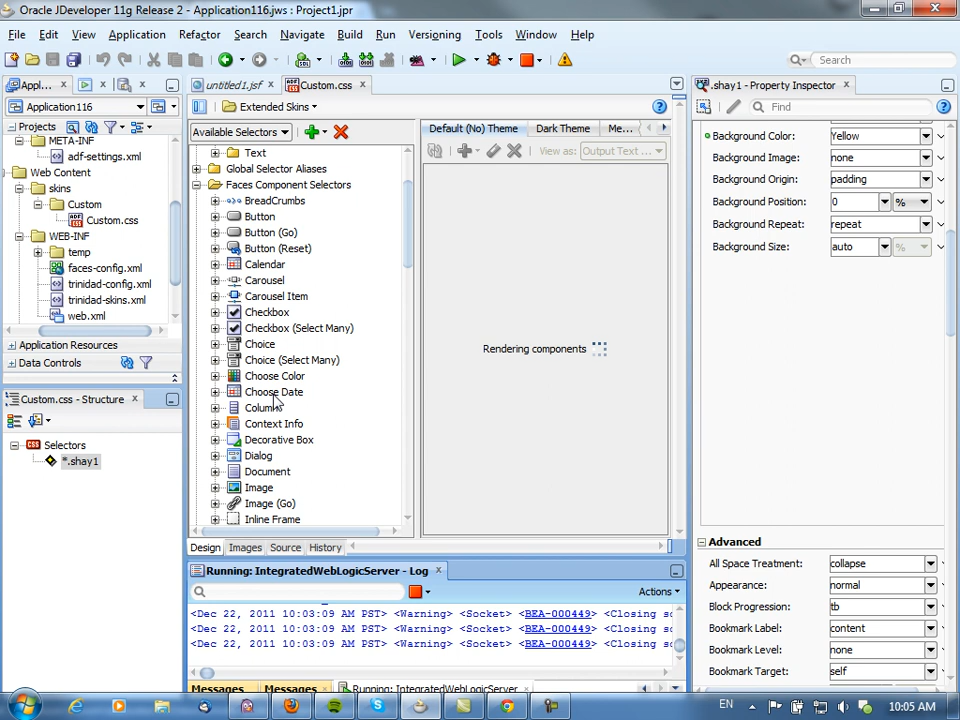 Oracle JDeveloper 11g Release 2 - Application116.jws : Project1.jpr
File Edit View Application Refactor Search Navigate Build Run Versioning Tools Window Help
Search
Appl...
Application116
Projects
META-INF
adf-settings.xml
Web Content
skins
Custom
Custom.css
WEB-INF
temp
faces-config.xml
trinidad-config.xml
trinidad-skins.xml
web.xml
Application Resources
Data Controls
Custom.css - Structure
Selectors
*.shay1
untitled1.jsf
Custom.css
Extended Skins
Available Selectors
Text
Global Selector Aliases
Faces Component Selectors
BreadCrumbs
Button
Button (Go)
Button (Reset)
Calendar
Carousel
Carousel Item
Checkbox
Checkbox (Select Many)
Choice
Choice (Select Many)
Choose Color
Choose Date
Column
Context Info
Decorative Box
Dialog
Document
Image
Image (Go)
Inline Frame
Default (No) Theme
Dark Theme
Me...
View as: Output Text ...
Rendering components
Design Images Source History
Running: IntegratedWebLogicServer - Log
Actions
<Dec 22, 2011 10:03:09 AM PST> <Warning> <Socket> <BEA-000449> <Closing so
<Dec 22, 2011 10:03:09 AM PST> <Warning> <Socket> <BEA-000449> <Closing so
<Dec 22, 2011 10:03:09 AM PST> <Warning> <Socket> <BEA-000449> <Closing so
Messages
Messages
Running: IntegratedWebLogicServer
.shay1 - Property Inspector
Find
Background Color: Yellow
Background Image: none
Background Origin: padding
Background Position: 0 %
Background Repeat: repeat
Background Size: auto %
Advanced
All Space Treatment: collapse
Appearance: normal
Block Progression: tb
Bookmark Label: content
Bookmark Level: none
Bookmark Target: self
EN
10:05 AM